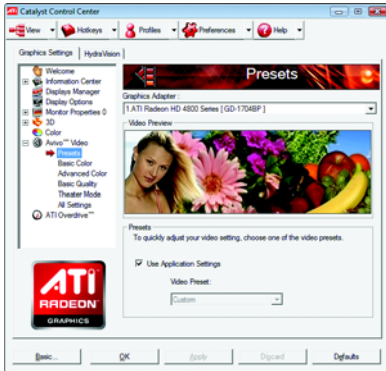 Catalyst Control Center
View Hotkeys Profiles Preferences Help
Graphics Settings HydraVision
Welcome
Information Center
Displays Manager
Display Options
Monitor Properties 0
3D
Color
Avivo™ Video
Presets
Basic Color
Advanced Color
Basic Quality
Theater Mode
All Settings
ATI Overdrive™
ATI
RADEON
GRAPHICS
Presets
Graphics Adapter :
1.ATI Radeon HD 4800 Series [ GD-1704BP ]
Video Preview
Presets
To quickly adjust your video setting, choose one of the video presets.
Use Application Settings
Video Preset:
Custom
Basic... OK Apply Discard Defaults